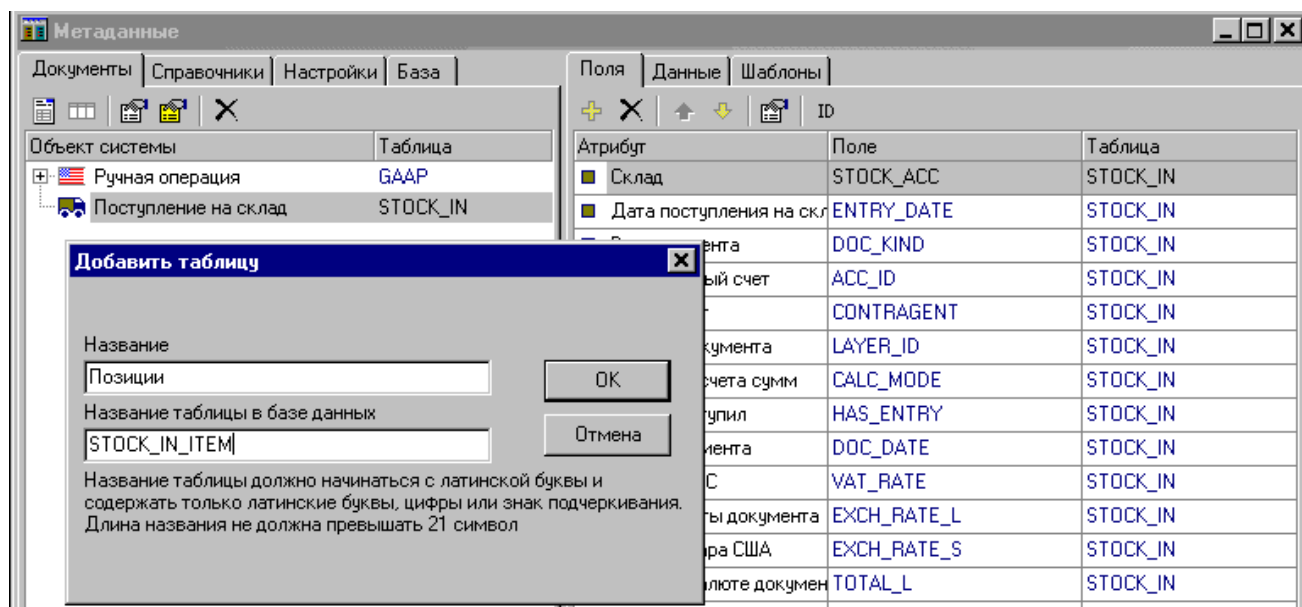 Метаданные
Документы Справочники Настройки База
Поля Данные Шаблоны
ID
Объект системы Таблица
Атрибут Поле Таблица
Ручная операция GAAP
Склад STOCK_ACC STOCK_IN
Поступление на склад STOCK_IN
Дата поступления на скл ENTRY_DATE STOCK_IN
ента DOC_KIND STOCK_IN
Добавить таблицу
ый счет ACC_ID STOCK_IN
CONTRAGENT STOCK_IN
Название
кумента LAYER_ID STOCK_IN
Позиции
OK
счета сумм CALC_MODE STOCK_IN
Название таблицы в базе данных
тупил HAS_ENTRY STOCK_IN
STOCK_IN_ITEM
Отмена
мента DOC_DATE STOCK_IN
Название таблицы должно начинаться с латинской буквы и
содержать только латинские буквы, цифры или знак подчеркивания.
Длина названия не должна превышать 21 символ
С VAT_RATE STOCK_IN
ты документа EXCH_RATE_L STOCK_IN
ра США EXCH_RATE_S STOCK_IN
люте докумен TOTAL_L STOCK_IN